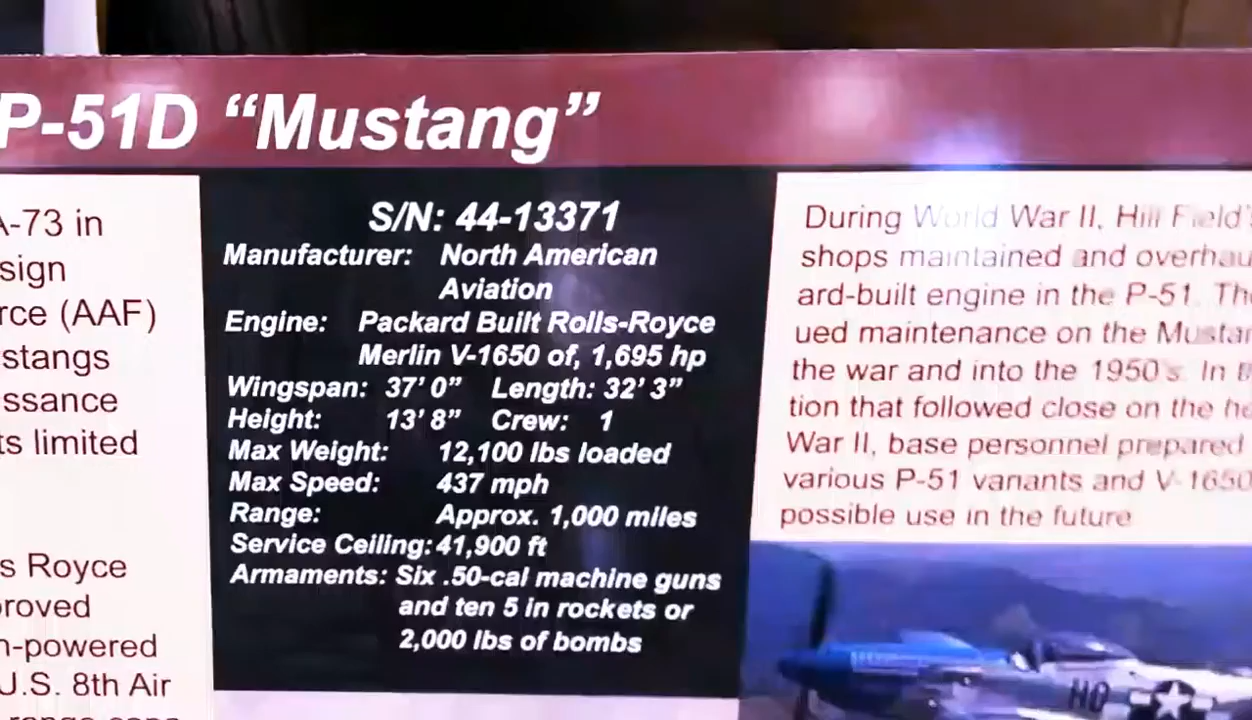 P-51D “Mustang”
A-73 in
sign
rce (AAF)
stangs
ssance
ts limited
s Royce
proved
n-powered
U.S. 8th Air
S/N: 44-13371
Manufacturer: North American
Aviation
Engine: Packard Built Rolls-Royce
Merlin V-1650 of, 1,695 hp
Wingspan: 37’ 0” Length: 32’ 3”
Height: 13’ 8” Crew: 1
Max Weight: 12,100 lbs loaded
Max Speed: 437 mph
Range: Approx. 1,000 miles
Service Ceiling: 41,900 ft
Armaments: Six .50-cal machine guns
and ten 5 in rockets or
2,000 lbs of bombs
During World War II, Hill Field's
shops maintained and overhau
ard-built engine in the P-51. Th
ued maintenance on the Mustan
the war and into the 1950's. In
tion that followed close on the he
War II, base personnel prepared
various P-51 variants and V-1650
possible use in the future
HO